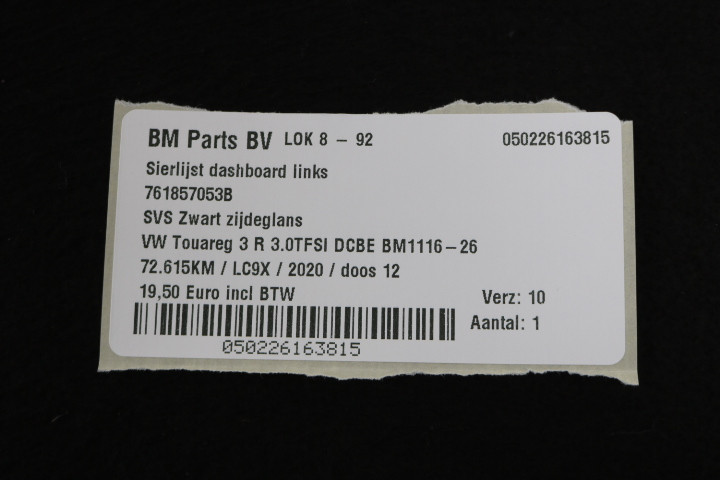 BM Parts BV LOK 8 - 92 050226163815
Sierlijst dashboard links
761857053B
SVS Zwart zijdeglans
VW Touareg 3 R 3.0TFSI DCBE BM1116-26
72.615KM / LC9X / 2020 / doos 12
19,50 Euro incl BTW Verz: 10
Aantal: 1
050226163815